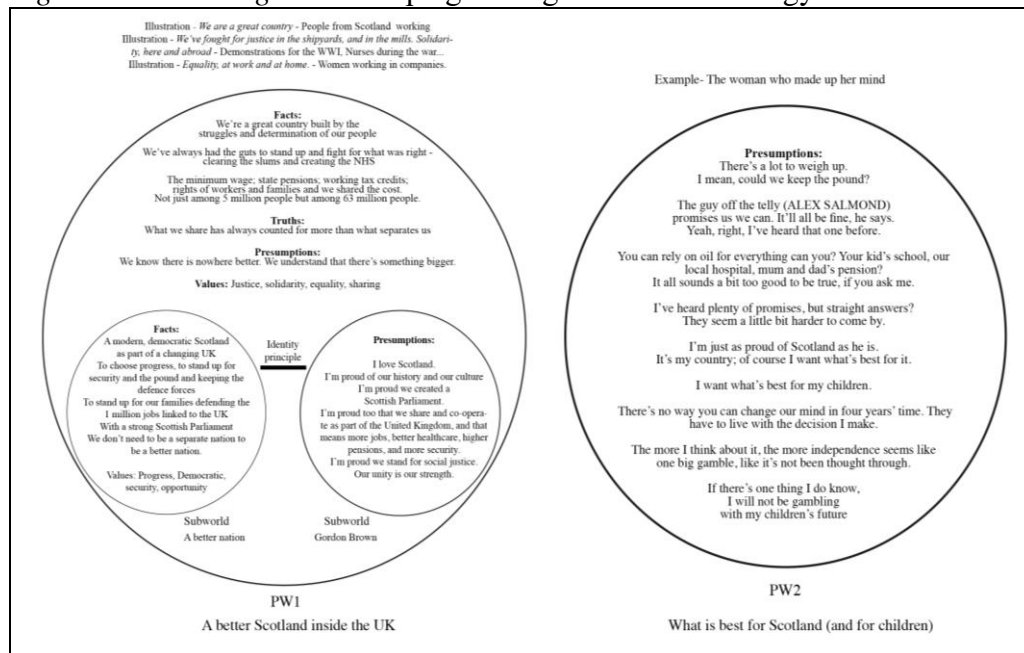 Illustration - We are a great country - People from Scotland working
Illustration - We've fought for justice in the shipyards, and in the mills. Solidari-
ty, here and abroad - Demonstrations for the WWI, Nurses during the war...
Illustration - Equality, at work and at home. - Women working in companies.
Facts:
We're a great country built by the
struggles and determination of our people
We've always had the guts to stand up and fight for what was right -
clearing the slums and creating the NHS
The minimum wage; state pensions; working tax credits;
rights of workers and families and we shared the cost.
Not just among 5 million people but among 63 million people.
Truths:
What we share has always counted for more than what separates us
Presumptions:
We know there is nowhere better. We understand that there's something bigger.
Values: Justice, solidarity, equality, sharing
Facts:
A modern, democratic Scotland
as part of a changing UK
To choose progress, to stand up for
security and the pound and keeping the
defence forces
To stand up for our families defending the
1 million jobs linked to the UK
With a strong Scottish Parliament
We don't need to be a separate nation to
be a better nation.
Values: Progress, Democratic,
security, opportunity
Subworld
A better nation
Identity
principle
Presumptions:
I love Scotland.
I'm proud of our history and our culture
I'm proud we created a
Scottish Parliament.
I'm proud too that we share and co-opera-
te as part of the United Kingdom, and that
means more jobs, better healthcare, higher
pensions, and more security.
I'm proud we stand for social justice.
Our unity is our strength.
Subworld
Gordon Brown
PW1
A better Scotland inside the UK
Example- The woman who made up her mind
Presumptions:
There's a lot to weigh up.
I mean, could we keep the pound?
The guy off the telly (ALEX SALMOND)
promises us we can. It'll all be fine, he says.
Yeah, right, I've heard that one before.
You can rely on oil for everything can you? Your kid's school, our
local hospital, mum and dad's pension?
It all sounds a bit too good to be true, if you ask me.
I've heard plenty of promises, but straight answers?
They seem a little bit harder to come by.
I'm just as proud of Scotland as he is.
It's my country; of course I want what's best for it.
I want what's best for my children.
There's no way you can change our mind in four years' time. They
have to live with the decision I make.
The more I think about it, the more independence seems like
one big gamble, like it's not been thought through.
If there's one thing I do know,
I will not be gambling
with my children's future
PW2
What is best for Scotland (and for children)